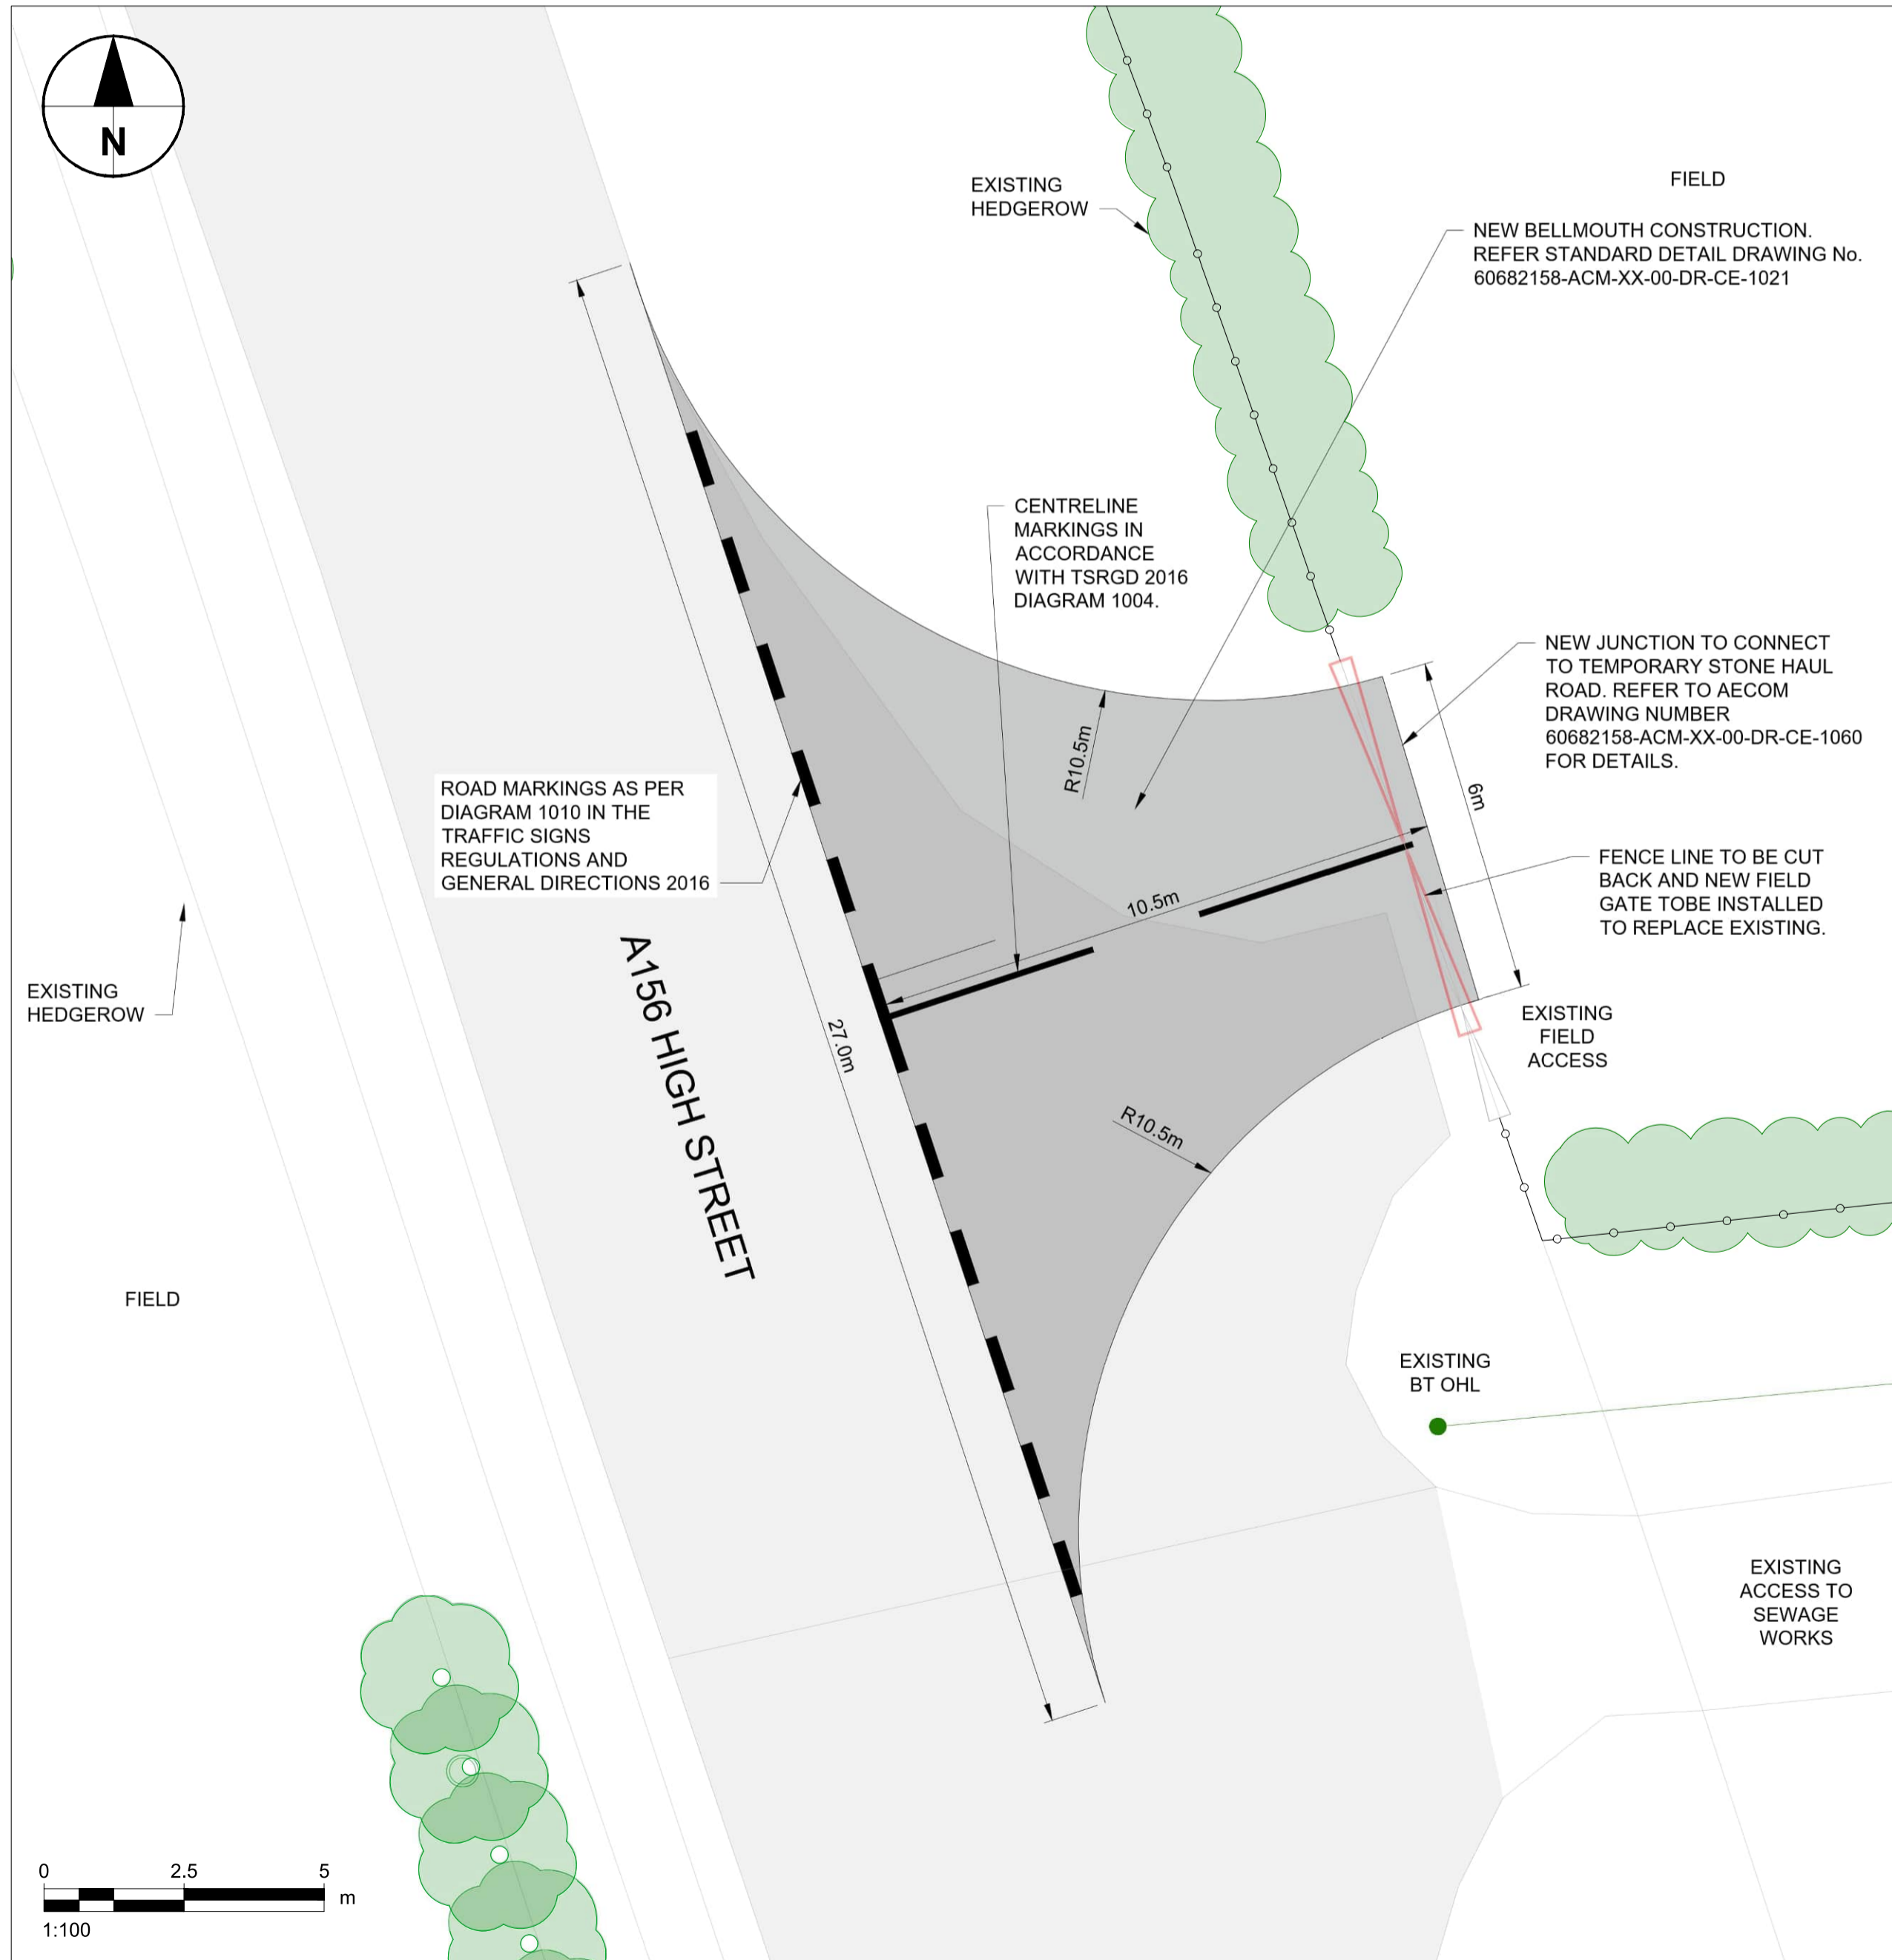 N
EXISTING
HEDGEROW
FIELD
NEW BELLMOUTH CONSTRUCTION.
REFER STANDARD DETAIL DRAWING No.
60682158-ACM-XX-00-DR-CE-1021
CENTRELINE
MARKINGS IN
ACCORDANCE
WITH TSRGD 2016
DIAGRAM 1004.
NEW JUNCTION TO CONNECT
TO TEMPORARY STONE HAUL
ROAD. REFER TO AECOM
DRAWING NUMBER
60682158-ACM-XX-00-DR-CE-1060
FOR DETAILS.
R10.5m
6m
ROAD MARKINGS AS PER
DIAGRAM 1010 IN THE
TRAFFIC SIGNS
REGULATIONS AND
GENERAL DIRECTIONS 2016
FENCE LINE TO BE CUT
BACK AND NEW FIELD
GATE TOBE INSTALLED
TO REPLACE EXISTING.
10.5m
A156 HIGH STREET
EXISTING
HEDGEROW
27.0m
EXISTING
FIELD
ACCESS
R10.5m
FIELD
EXISTING
BT OHL
EXISTING
ACCESS TO
SEWAGE
WORKS
0 2.5 5
m
1:100